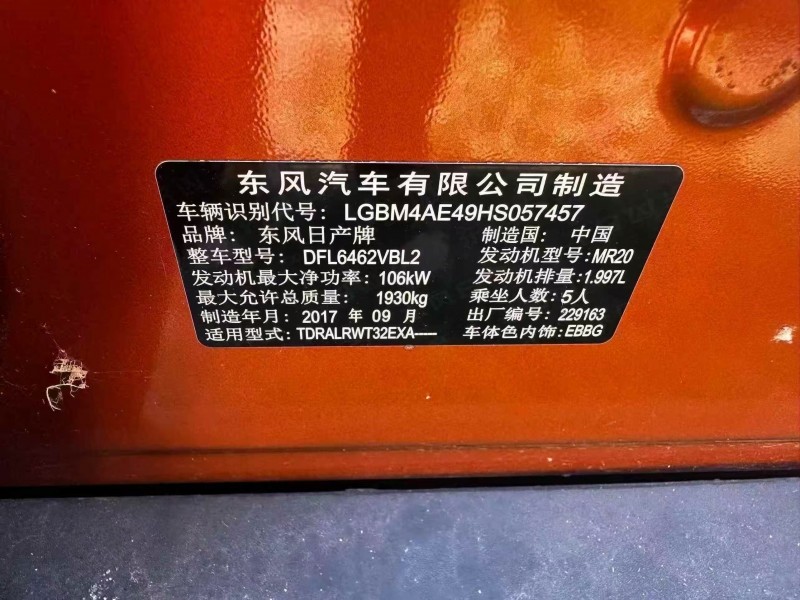 东风汽车有限公司制造
车辆识别代号: LGBM4AE49HS057457
品牌: 东风日产牌 制造国: 中国
整车型号: DFL6462VBL2 发动机型号: MR20
发动机最大净功率: 106kW 发动机排量: 1.997L
最大允许总质量: 1930kg 乘坐人数: 5人
制造年月: 2017 年 09 月 出厂编号: 229163
适用型式: TDRALRWT32EXA----- 车体色内饰: EBBG